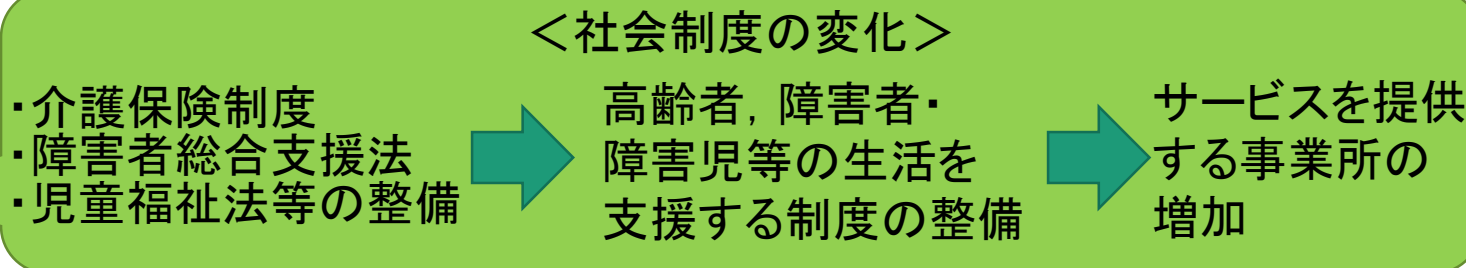 ＜社会制度の変化＞
・介護保険制度
・障害者総合支援法
・児童福祉法等の整備
高齢者，障害者・
障害児等の生活を
支援する制度の整備
サービスを提供
する事業所の
増加